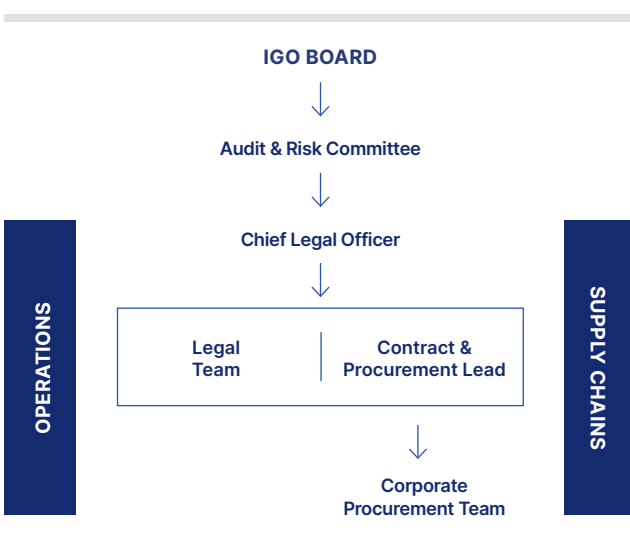 IGO BOARD
Audit & Risk Committee
Chief Legal Officer
OPERATIONS
Legal
Team
Contract &
Procurement Lead
SUPPLY CHAINS
Corporate
Procurement Team